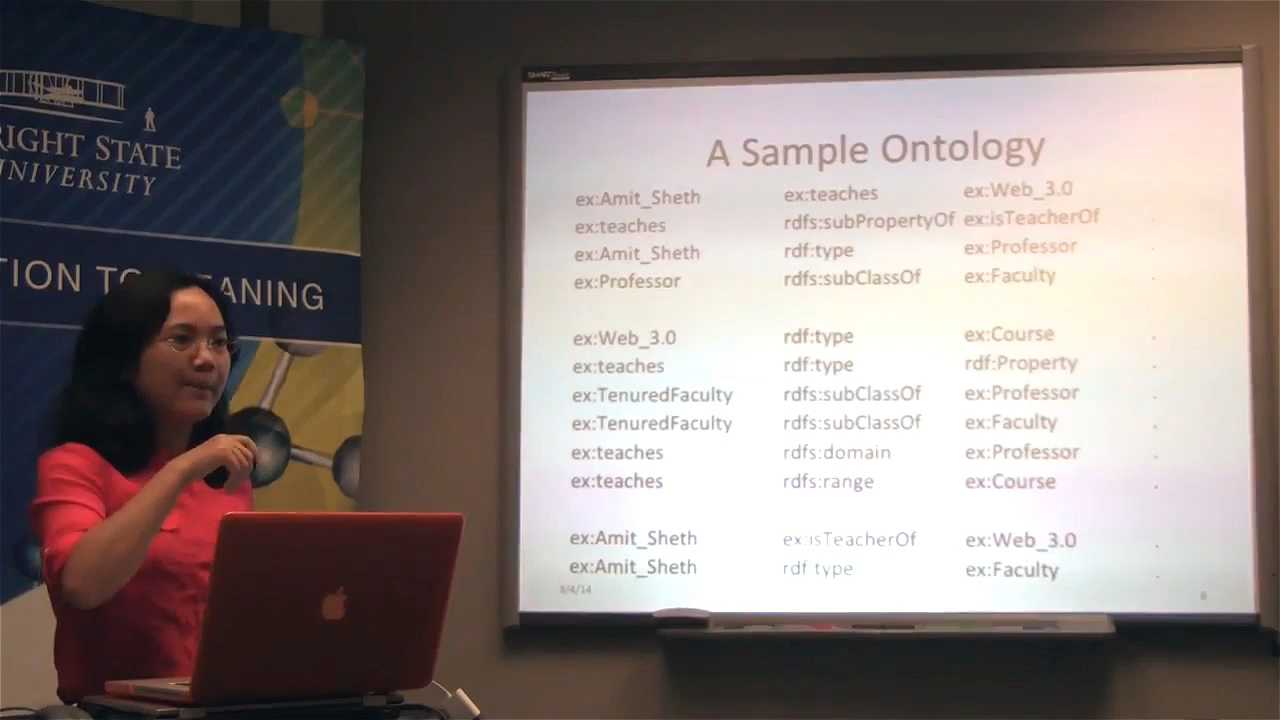 RIGHT STATE
UNIVERSITY
TION TO
EANING
A Sample Ontology
ex:Amit_Sheth ex:teaches ex:Web_3.0
ex:teaches rdfs:subPropertyOf ex:isTeacherOf .
ex:Amit_Sheth rdf:type ex:Professor .
ex:Professor rdfs:subClassOf ex:Faculty .
ex:Web_3.0 rdf:type ex:Course .
ex:teaches rdf:type rdf:Property .
ex:TenuredFaculty rdfs:subClassOf ex:Professor .
ex:TenuredFaculty rdfs:subClassOf ex:Faculty .
ex:teaches rdfs:domain ex:Professor .
ex:teaches rdfs:range ex:Course .
ex:Amit_Sheth ex:isTeacherOf ex:Web_3.0 .
ex:Amit_Sheth rdf type ex:Faculty .